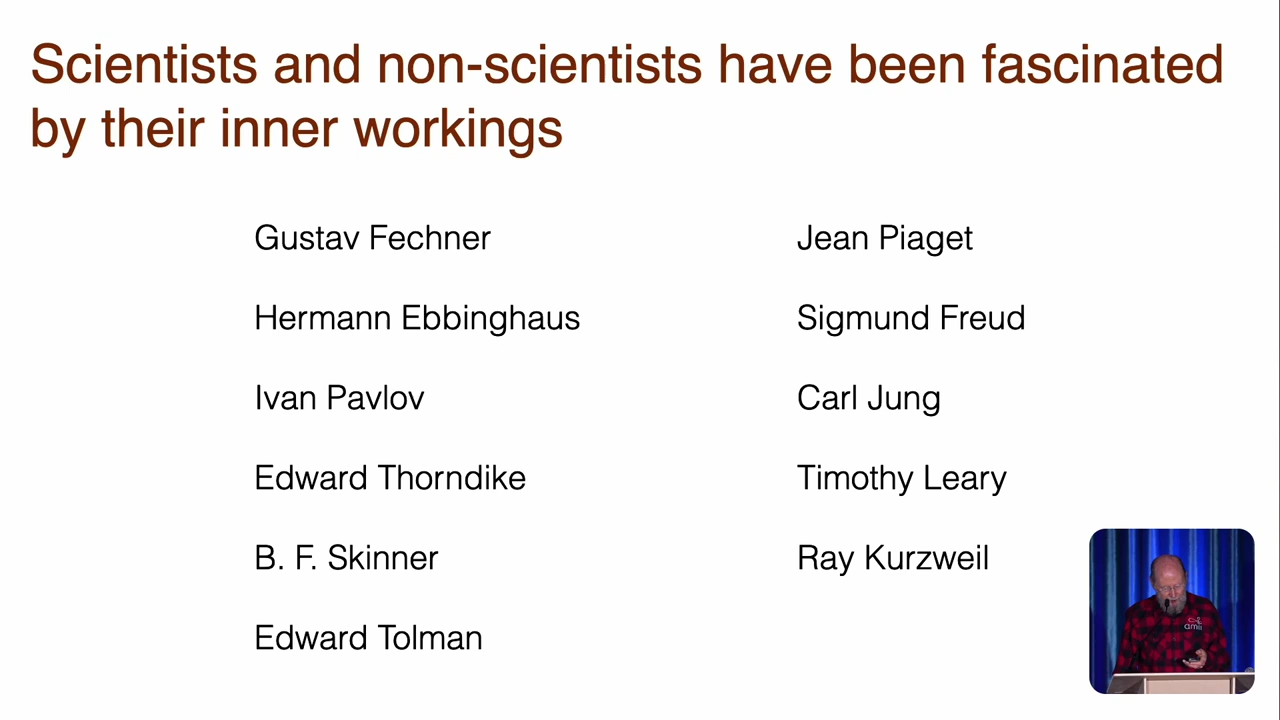 Scientists and non-scientists have been fascinated
by their inner workings
Gustav Fechner
Hermann Ebbinghaus
Ivan Pavlov
Edward Thorndike
B. F. Skinner
Edward Tolman
Jean Piaget
Sigmund Freud
Carl Jung
Timothy Leary
Ray Kurzweil
amii